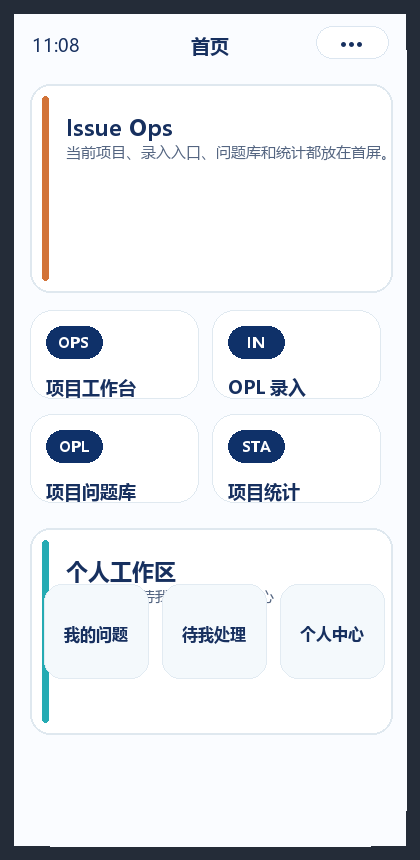 11:08
首页
Issue Ops
当前项目、录入入口、问题库和统计都放在首屏。
OPS
项目工作台
IN
OPL 录入
OPL
项目问题库
STA
项目统计
个人工作区
我的问题
待我处理
个人中心